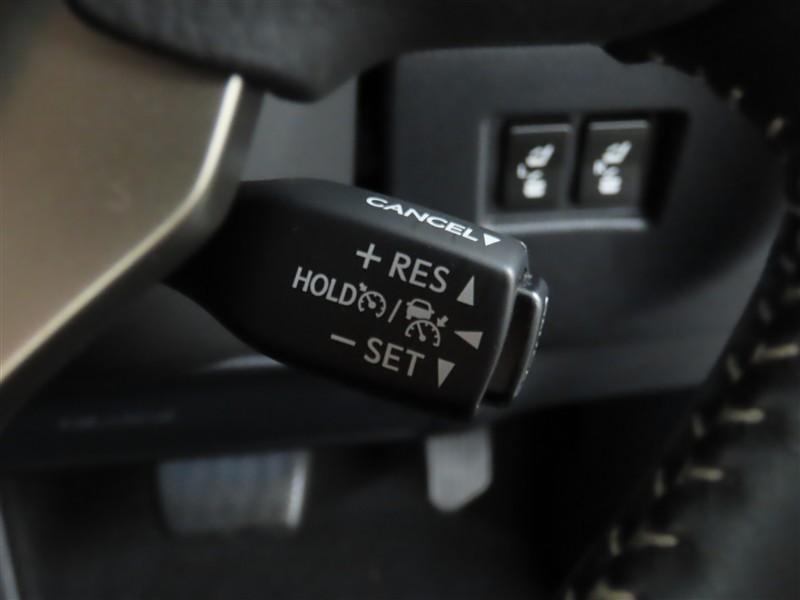 CANCEL▼
+ RES ▲
HOLD / ◀
− SET ▼